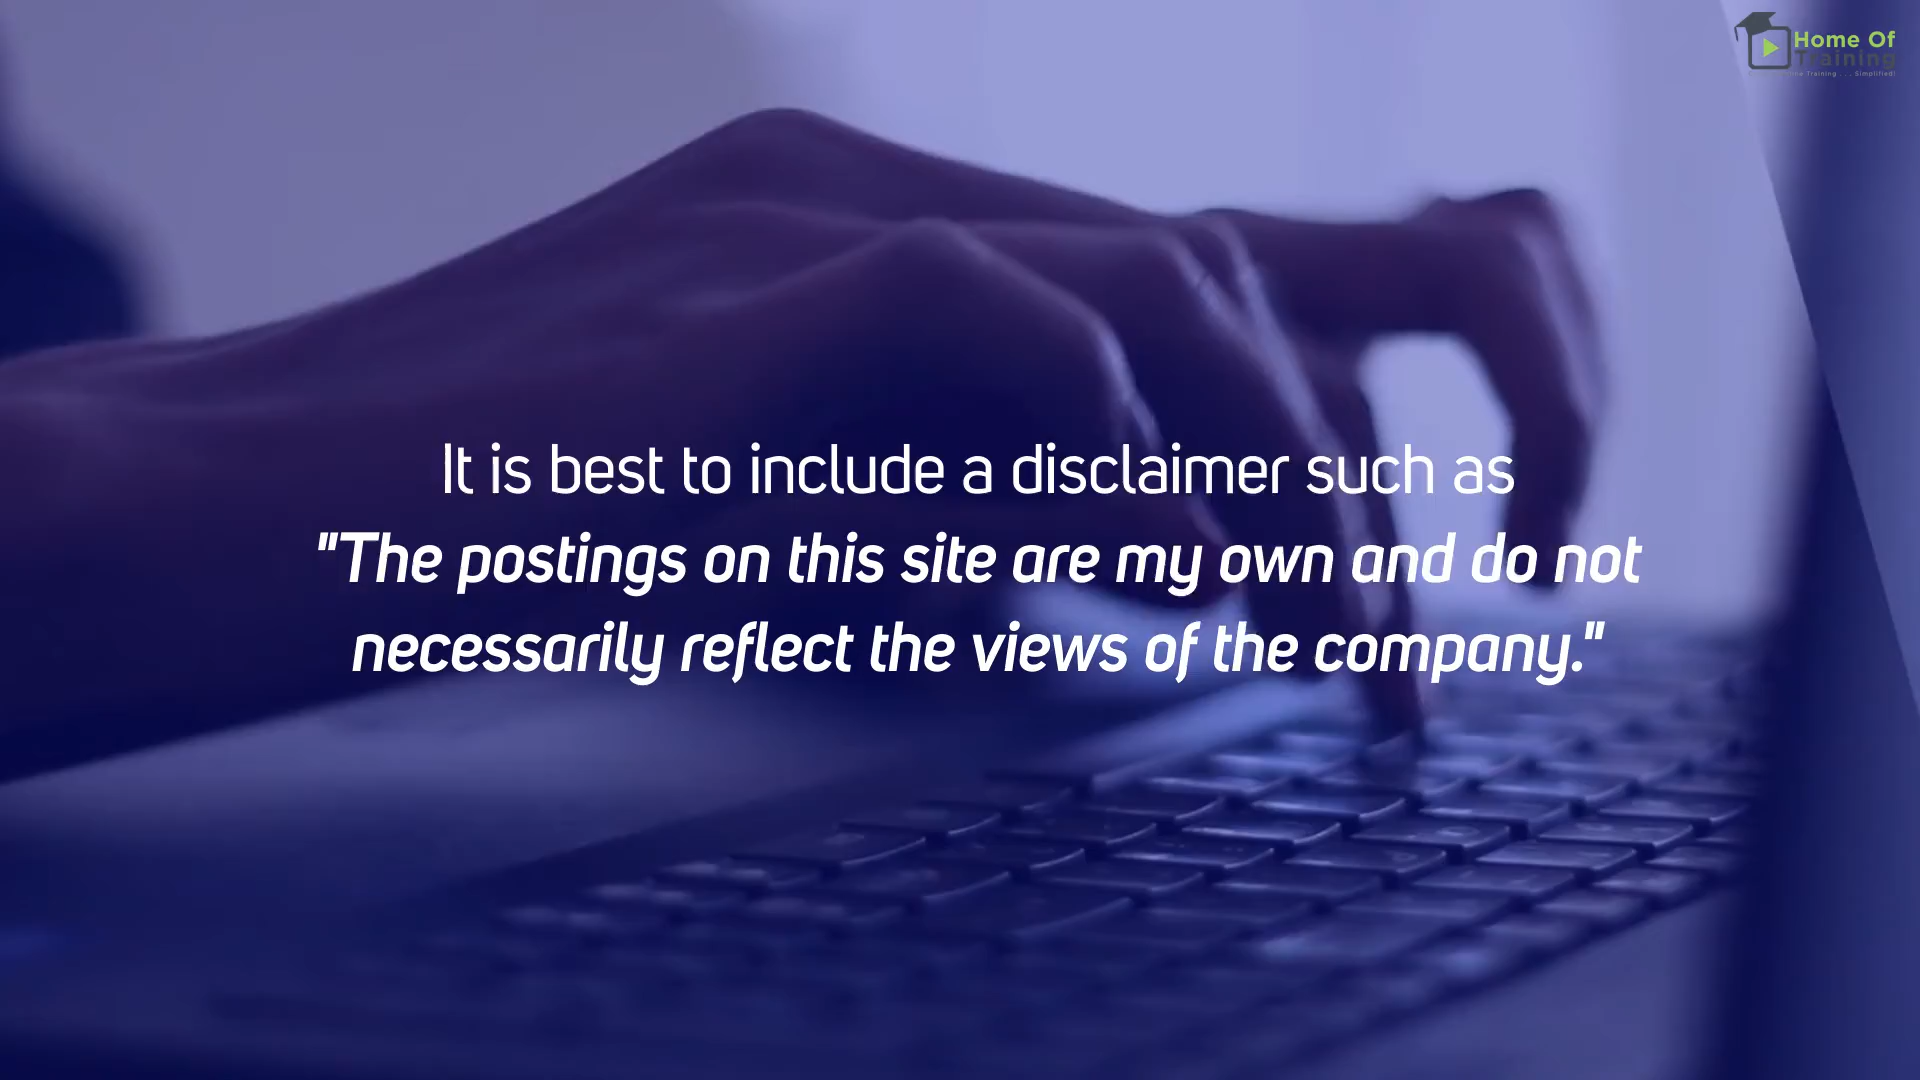 Home Of
Training
It is best to include a disclaimer such as
"The postings on this site are my own and do not
necessarily reflect the views of the company."